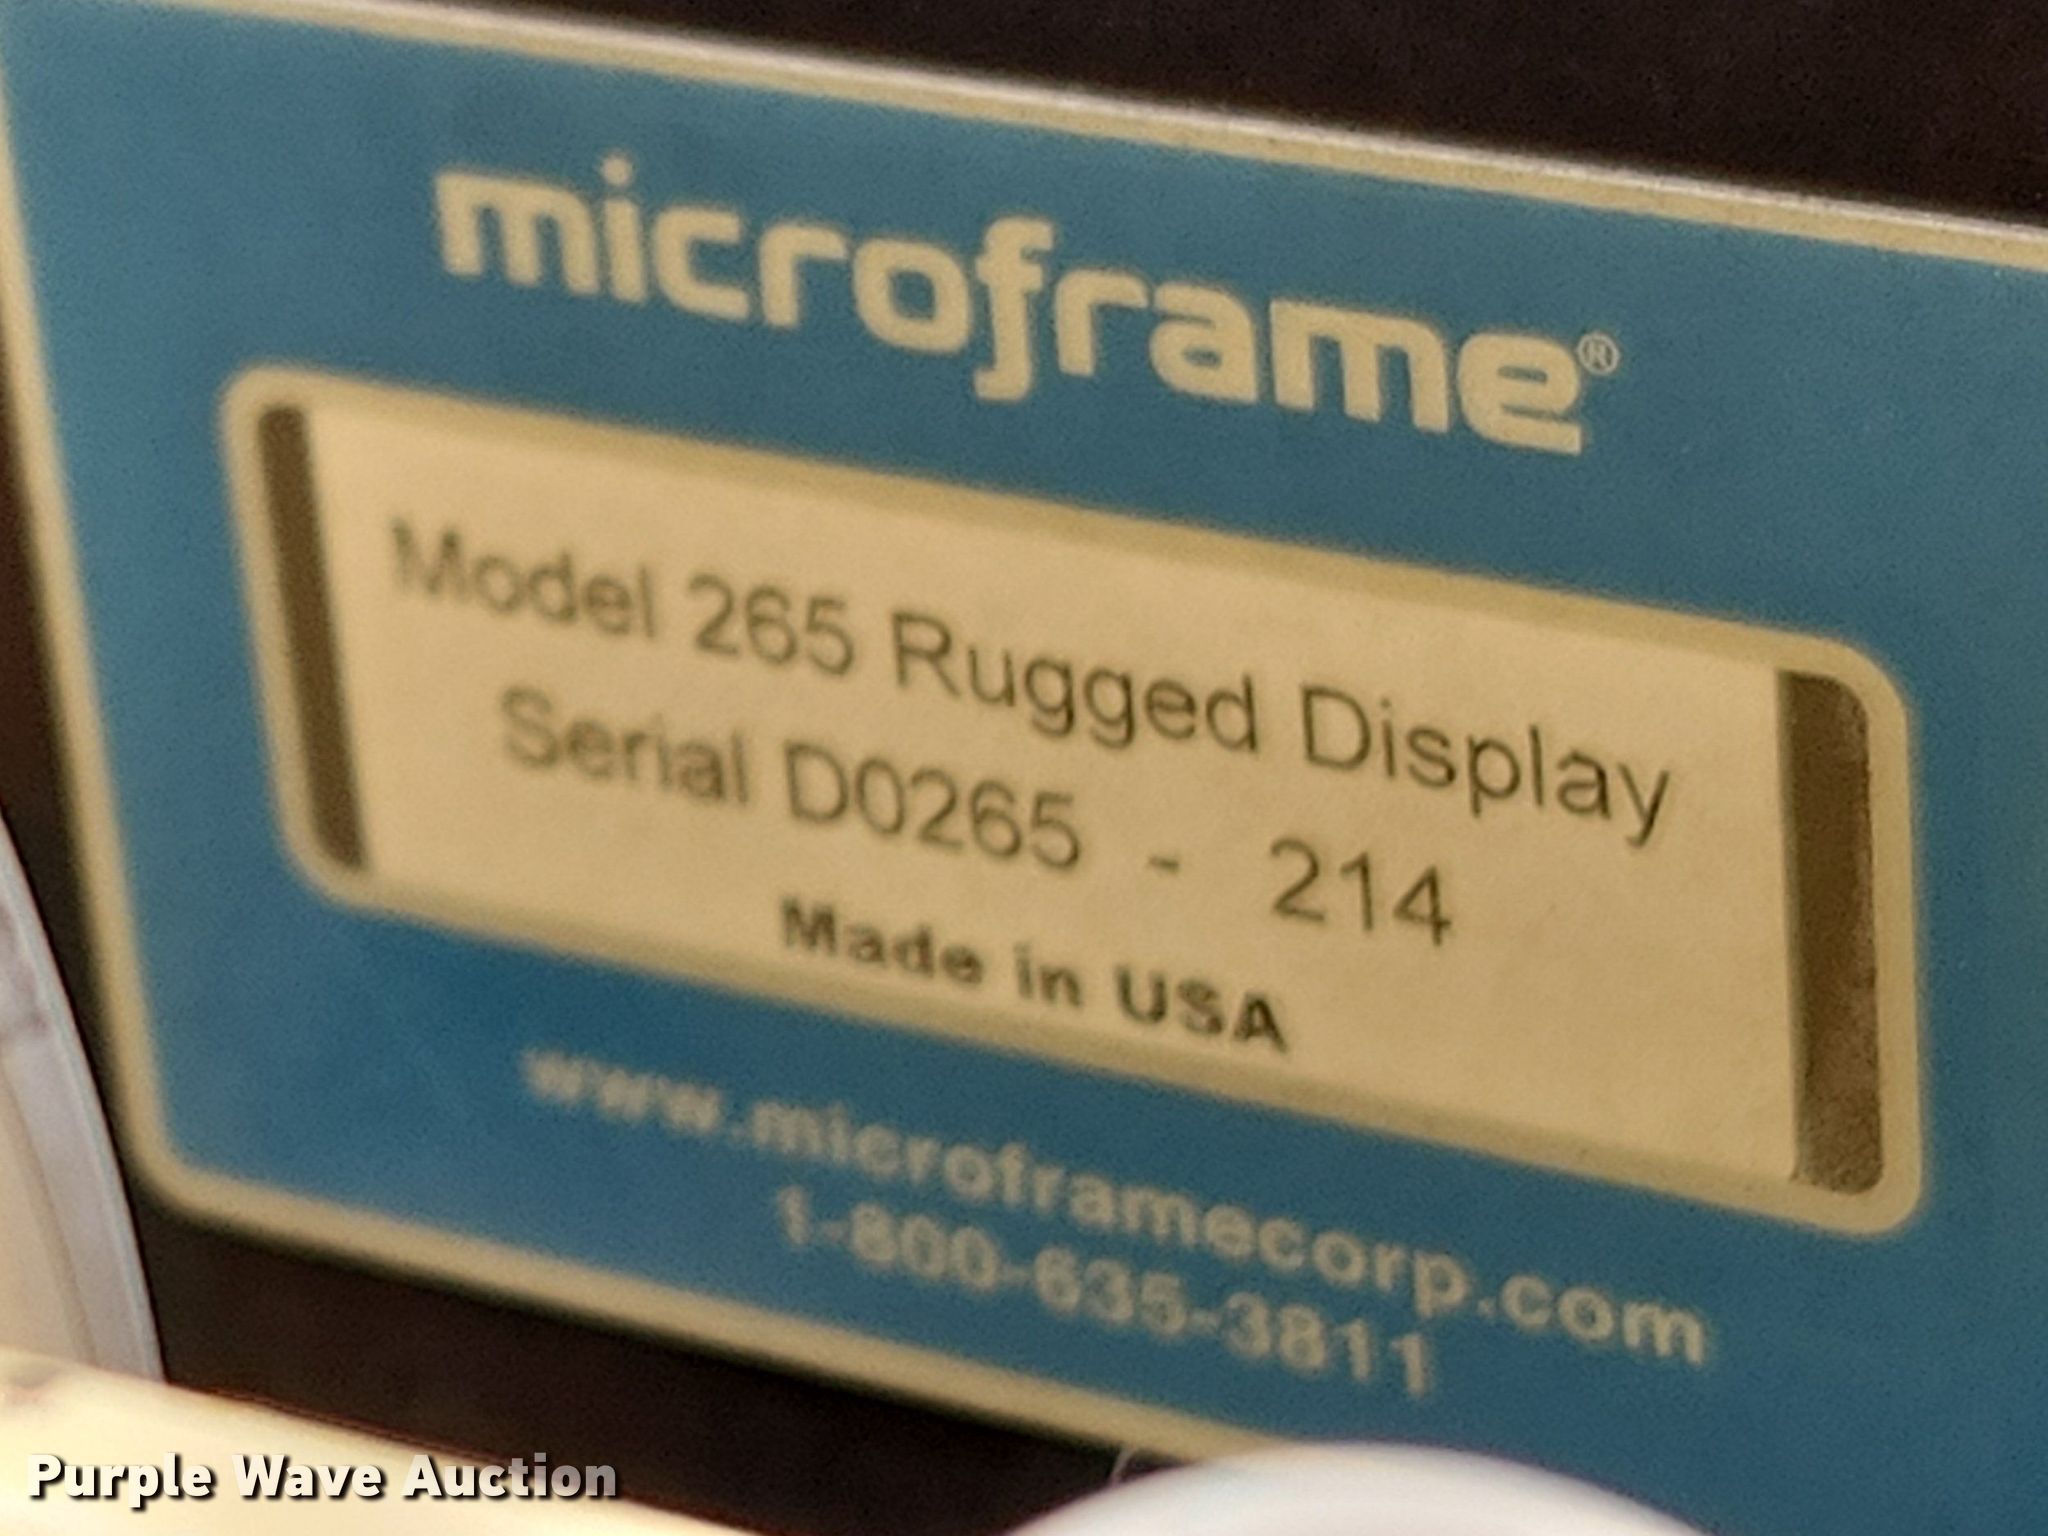 microframe®
Model 265 Rugged Display
Serial D0265 - 214
Made in USA
www.microframecorp.com
1-800-635-3811
Purple Wave Auction